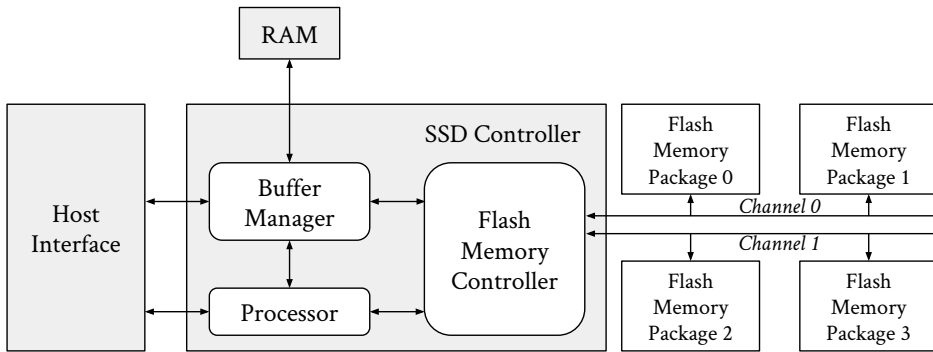 RAM
SSD Controller
Host
Interface
Buffer
Manager
Processor
Flash
Memory
Controller
Flash
Memory
Package 0
Flash
Memory
Package 1
Channel 0
Channel 1
Flash
Memory
Package 2
Flash
Memory
Package 3